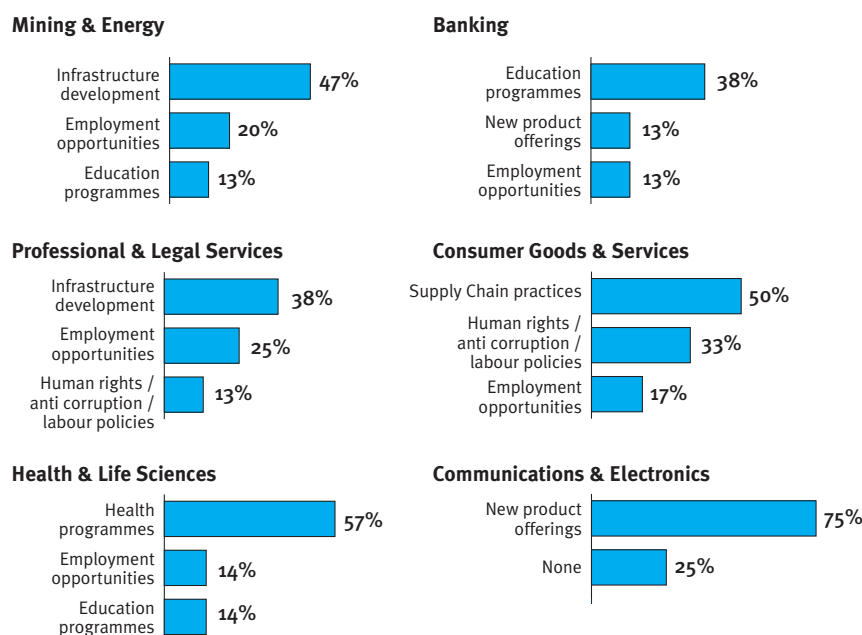 Mining & Energy
Infrastructure
development
47%
Employment
opportunities
20%
Education
programmes
13%
Banking
Education
programmes
38%
New product
offerings
13%
Employment
opportunities
13%
Professional & Legal Services
Infrastructure
development
38%
Employment
opportunities
25%
Human rights /
anti corruption /
labour policies
13%
Consumer Goods & Services
Supply Chain practices
50%
Human rights /
anti corruption /
labour policies
33%
Employment
opportunities
17%
Health & Life Sciences
Health
programmes
57%
Employment
opportunities
14%
Education
programmes
14%
Communications & Electronics
New product
offerings
75%
None
25%